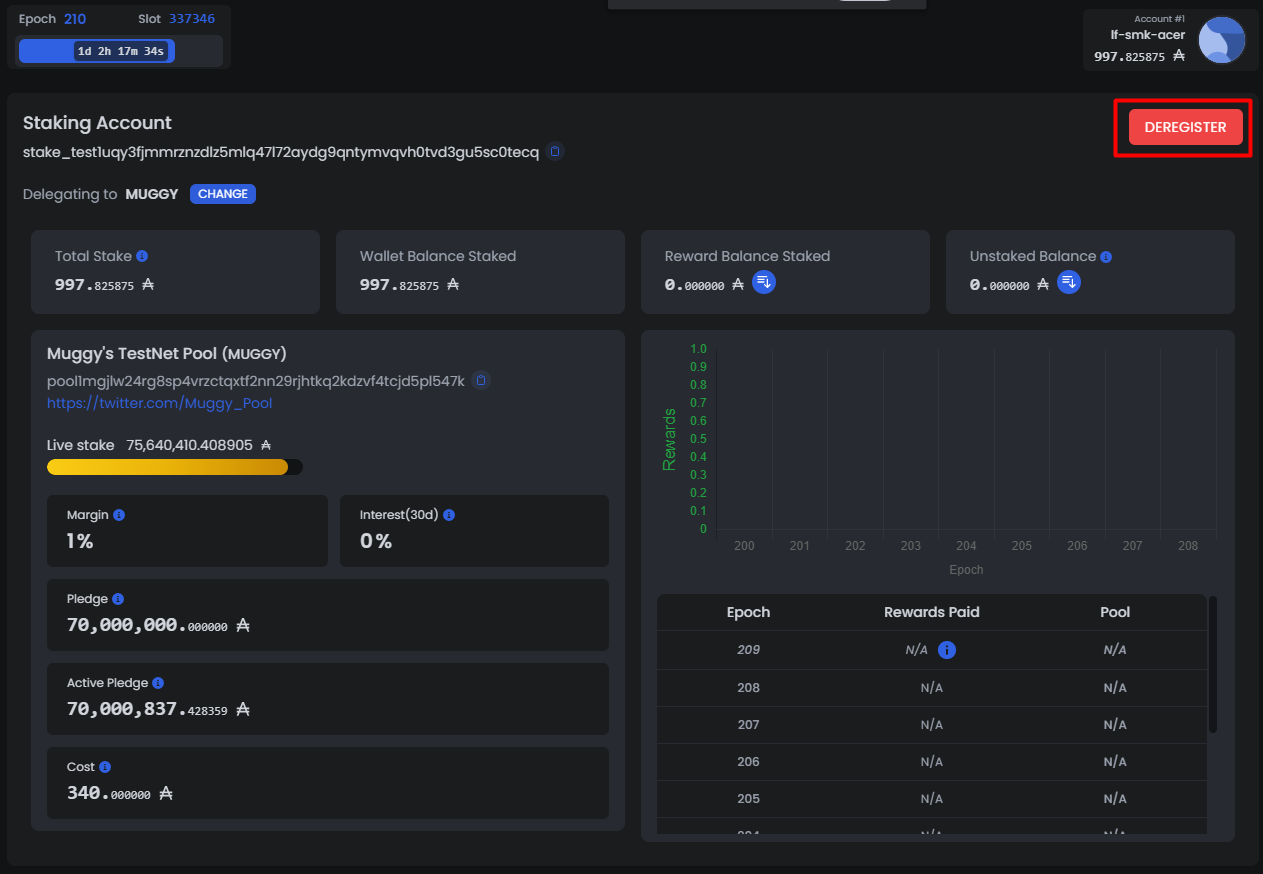 Epoch 210 Slot 337346
1d 2h 17m 34s
Account #1
lf-smk-acer
997.825875 ₳
Staking Account
DEREGISTER
stake_test1uqy3fjmmrznzdlz5mlq47l72aydg9qntymvqvh0tvd3gu5sc0tecq
Delegating to MUGGY CHANGE
Total Stake
997.825875 ₳
Wallet Balance Staked
997.825875 ₳
Reward Balance Staked
0.000000 ₳
Unstaked Balance
0.000000 ₳
Muggy's TestNet Pool (MUGGY)
pool1mgjlw24rg8sp4vrzctqxtf2nn29rjhtkq2kdzvf4tcjd5pl547k
https://twitter.com/Muggy_Pool
Live stake 75,640,410.408905 ₳
Margin
1%
Interest(30d)
0%
Pledge
70,000,000.000000 ₳
Active Pledge
70,000,837.428359 ₳
Cost
340.000000 ₳
Rewards
1.0
0.9
0.8
0.7
0.6
0.5
0.4
0.3
0.2
0.1
0
200 201 202 203 204 205 206 207 208
Epoch
Epoch Rewards Paid Pool
209 N/A N/A
208 N/A N/A
207 N/A N/A
206 N/A N/A
205 N/A N/A